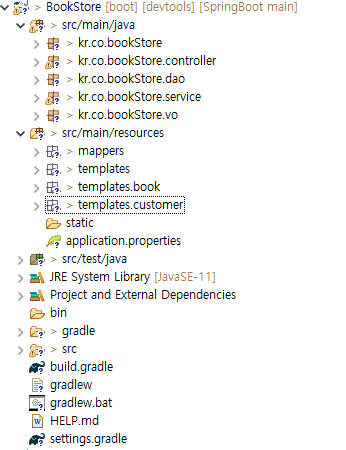 > BookStore [boot] [devtools] [SpringBoot main]
> src/main/java
> kr.co.bookStore
> kr.co.bookStore.controller
> kr.co.bookStore.dao
> kr.co.bookStore.service
> kr.co.bookStore.vo
> src/main/resources
> mappers
> templates
> templates.book
> templates.customer
static
application.properties
> src/test/java
JRE System Library [JavaSE-11]
Project and External Dependencies
bin
> gradle
> src
build.gradle
gradlew
gradlew.bat
HELP.md
settings.gradle